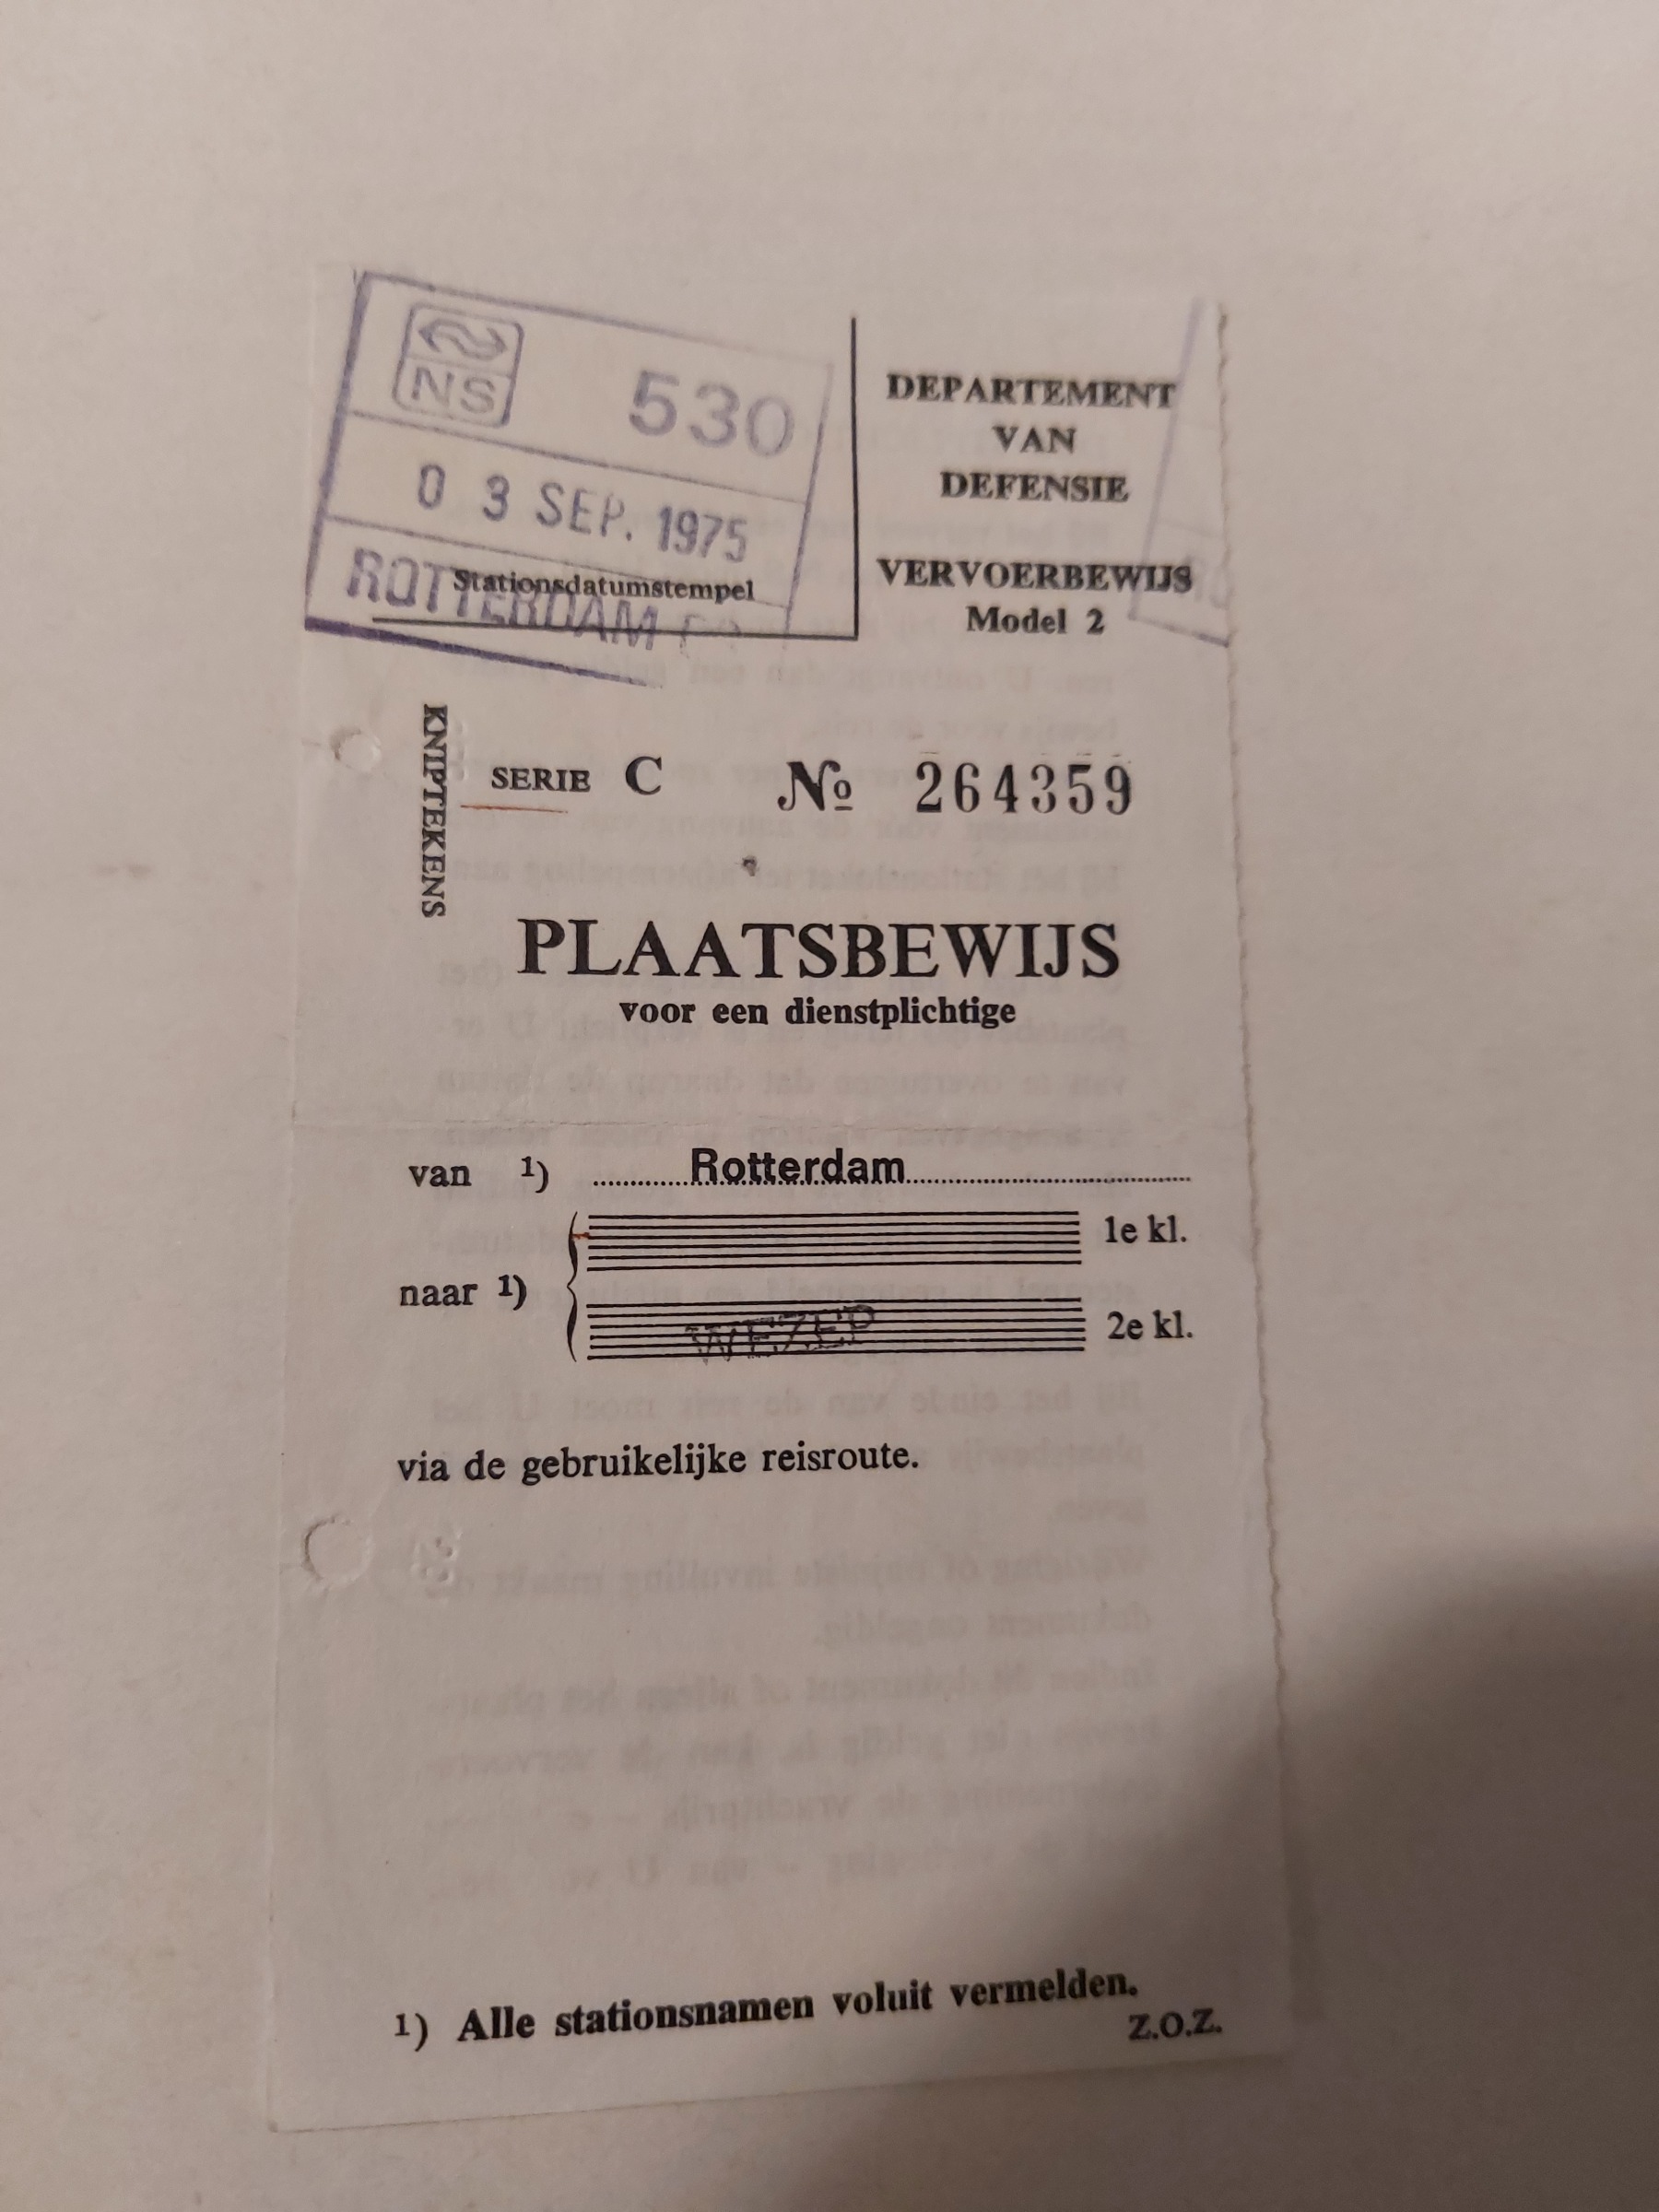 NS 530
03 SEP. 1975
ROTTERDAM
Stationsdatumstempel
DEPARTEMENT
VAN
DEFENSIE
VERVOERBEWIJS
Model 2
KNIPTEKENS
SERIE C № 264359
PLAATSBEWIJS
voor een dienstplichtige
van 1) Rotterdam
1e kl.
naar 1)
WEZEP 2e kl.
via de gebruikelijke reisroute.
1) Alle stationsnamen voluit vermelden.
Z.O.Z.